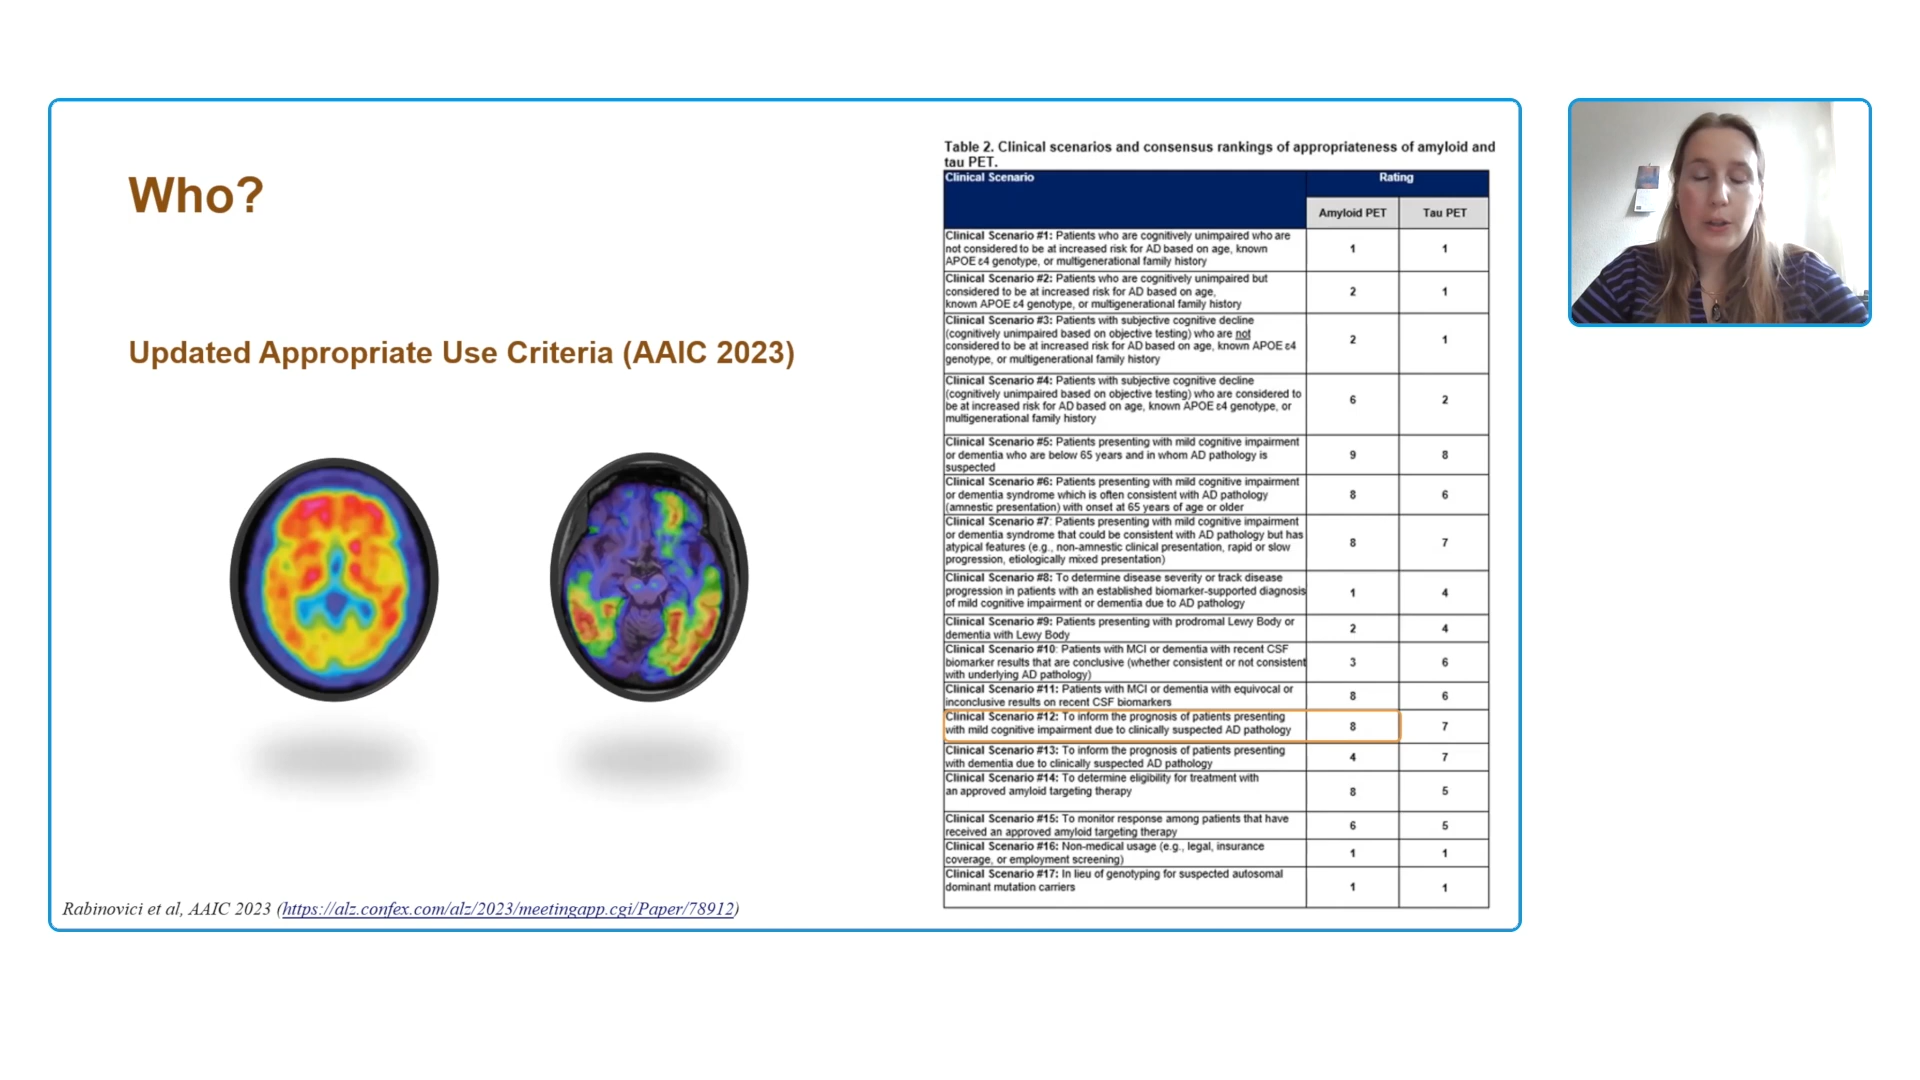 Who?
Updated Appropriate Use Criteria (AAIC 2023)
Rabinovici et al, AAIC 2023 (https://alz.confex.com/alz/2023/meetingapp.cgi/Paper/78912)
Table 2. Clinical scenarios and consensus rankings of appropriateness of amyloid and
tau PET.
Clinical Scenario
Rating
Amyloid PET
Tau PET
Clinical Scenario #1: Patients who are cognitively unimpaired who are
not considered to be at increased risk for AD based on age, known
APOE ε4 genotype, or multigenerational family history
1
1
Clinical Scenario #2: Patients who are cognitively unimpaired but
considered to be at increased risk for AD based on age,
known APOE ε4 genotype, or multigenerational family history
2
1
Clinical Scenario #3: Patients with subjective cognitive decline
(cognitively unimpaired based on objective testing) who are not
considered to be at increased risk for AD based on age, known APOE ε4
genotype, or multigenerational family history
2
1
Clinical Scenario #4: Patients with subjective cognitive decline
(cognitively unimpaired based on objective testing) who are considered to
be at increased risk for AD based on age, known APOE ε4 genotype, or
multigenerational family history
6
2
Clinical Scenario #5: Patients presenting with mild cognitive impairment
or dementia who are below 65 years and in whom AD pathology is
suspected
9
8
Clinical Scenario #6: Patients presenting with mild cognitive impairment
or dementia syndrome which is often consistent with AD pathology
(amnestic presentation) with onset at 65 years of age or older
8
6
Clinical Scenario #7: Patients presenting with mild cognitive impairment
or dementia syndrome that could be consistent with AD pathology but has
atypical features (e.g., non-amnestic clinical presentation, rapid or slow
progression, etiologically mixed presentation)
8
7
Clinical Scenario #8: To determine disease severity or track disease
progression in patients with an established biomarker-supported diagnosis
of mild cognitive impairment or dementia due to AD pathology
1
4
Clinical Scenario #9: Patients presenting with prodromal Lewy Body or
dementia with Lewy Body
2
4
Clinical Scenario #10: Patients with MCI or dementia with recent CSF
biomarker results that are conclusive (whether consistent or not consistent
with underlying AD pathology)
3
6
Clinical Scenario #11: Patients with MCI or dementia with equivocal or
inconclusive results on recent CSF biomarkers
8
6
Clinical Scenario #12: To inform the prognosis of patients presenting
with mild cognitive impairment due to clinically suspected AD pathology
8
7
Clinical Scenario #13: To inform the prognosis of patients presenting
with dementia due to clinically suspected AD pathology
4
7
Clinical Scenario #14: To determine eligibility for treatment with
an approved amyloid targeting therapy
8
5
Clinical Scenario #15: To monitor response among patients that have
received an approved amyloid targeting therapy
6
5
Clinical Scenario #16: Non-medical usage (e.g., legal, insurance
coverage, or employment screening)
1
1
Clinical Scenario #17: In lieu of genotyping for suspected autosomal
dominant mutation carriers
1
1